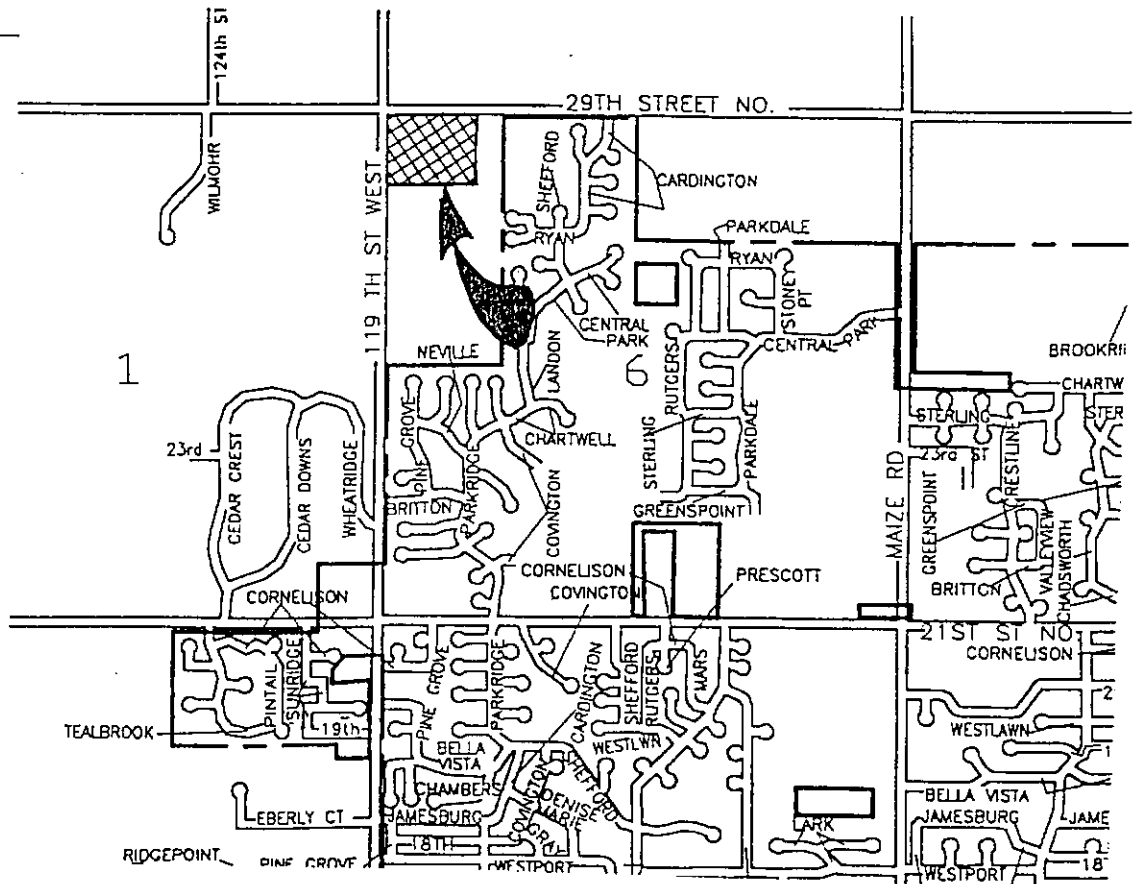 124th ST
29TH STREET NO.
WILMOHR
119 TH ST WEST
SHEFFORD
CARDINGTON
RYAN
PARKDALE
RYAN
STONEY PT
CENTRAL PARK
CENTRAL PARK
NEVILLE
LANDON
RUTGERS
6
1
BROOKRI
CHARTW
GROVE
PINE
CHARTWELL
STERLING
STER
23rd
23rd ST
CEDAR CREST
CEDAR DOWNS
WHEATRIDGE
PARKRIDGE
STERLING
PARKDALE
MAIZE RD
GREENSPOINT
CRESTLINE
BRITTON
COVINGTON
GREENSPOINT
VALLEYVIEW
CHADSWORTH
BRITTON
CORNELISON
CORNELISON
COVINGTON
PRESCOTT
21ST ST NO
CORNELISON
PINTAIL
SUNRIDGE
PINE GROVE
PARKRIDGE
CARDINGTON
SHEFFORD
RUTGERS
MARS
2
TEALBROOK
19th
WESTLWN
WESTLAWN
1
BELLA VISTA
SHEFFORD
CHAMBERS
COVINGTON
DENISE
MARIE
BELLA VISTA
EBERLY CT
JAMESBURG
LARK
JAMESBURG
JAME
18TH
18
RIDGEPOINT
PINE GROVE
WESTPORT
WESTPORT